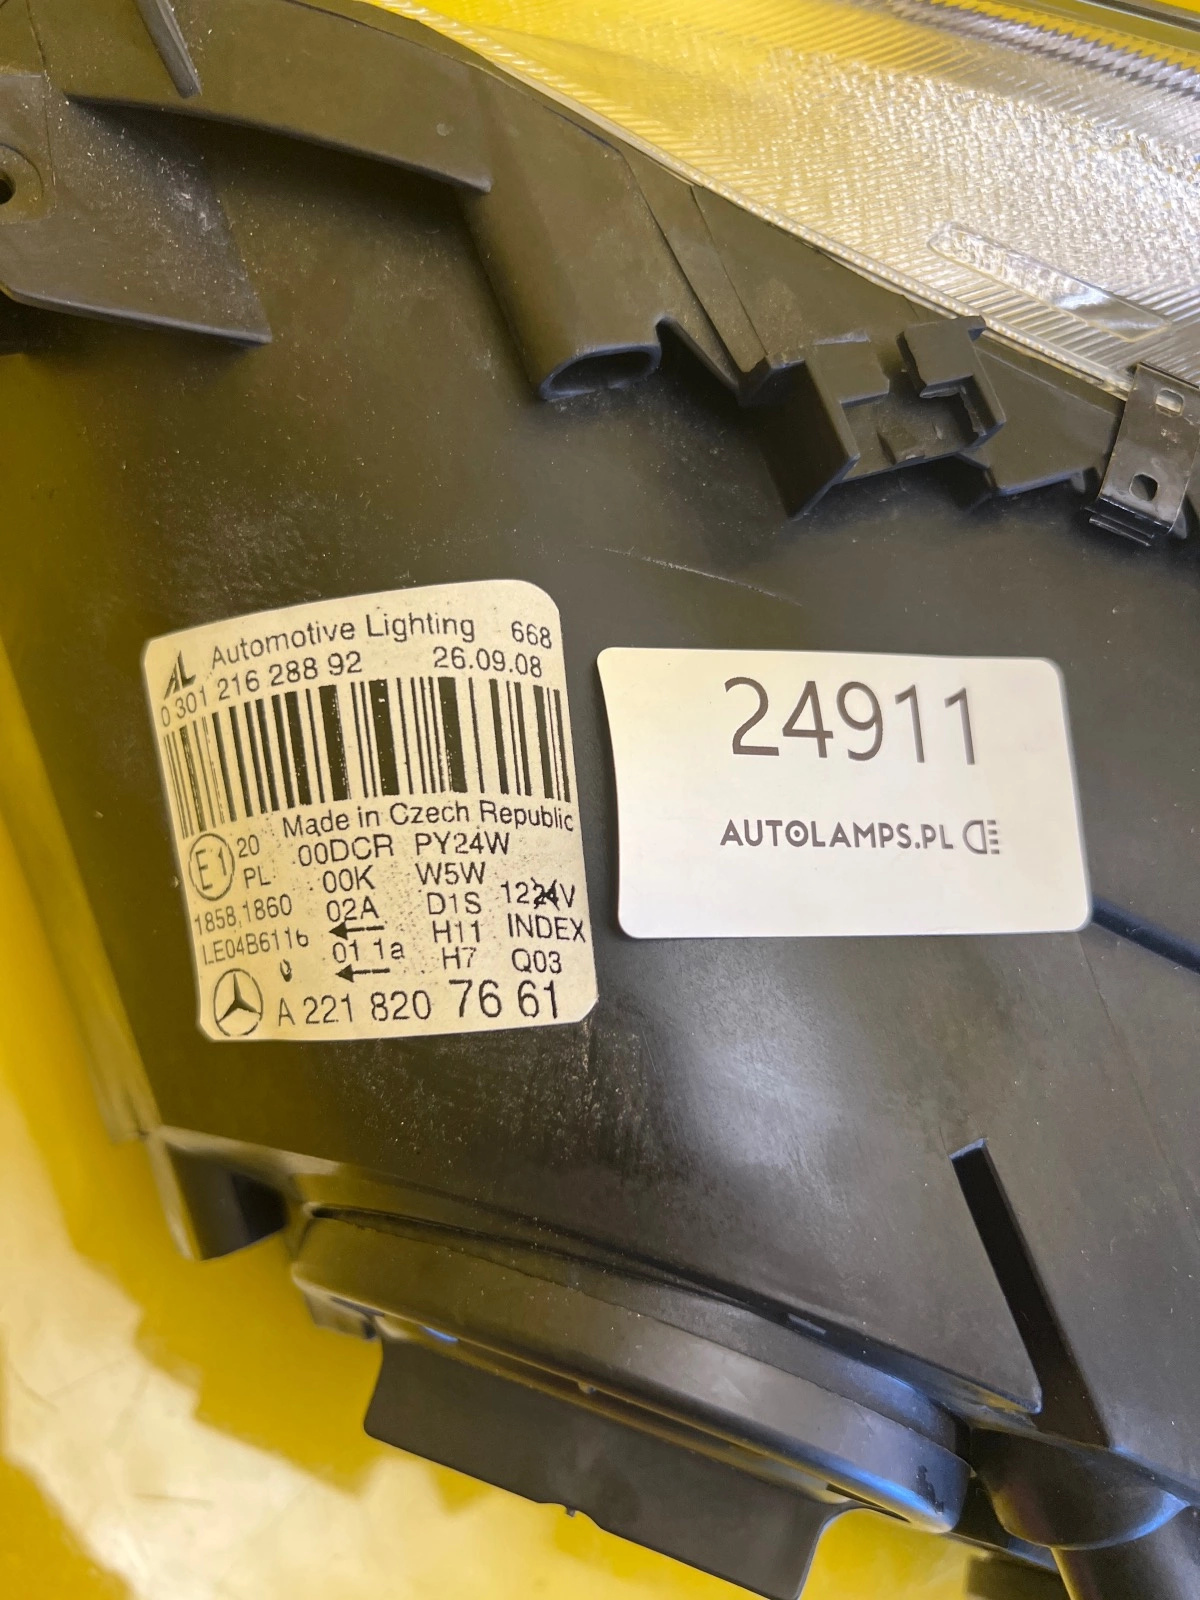 AL Automotive Lighting 668
0 301 216 288 92 26.09.08
Made in Czech Republic
E1 20 .00DCR PY24W
PL 00K W5W
1858,1860 02A D1S 1224V
LE04B6116 ← H11 INDEX
01 1a H7 Q03
←
A 221 820 76 61
24911
AUTOLAMPS.PL